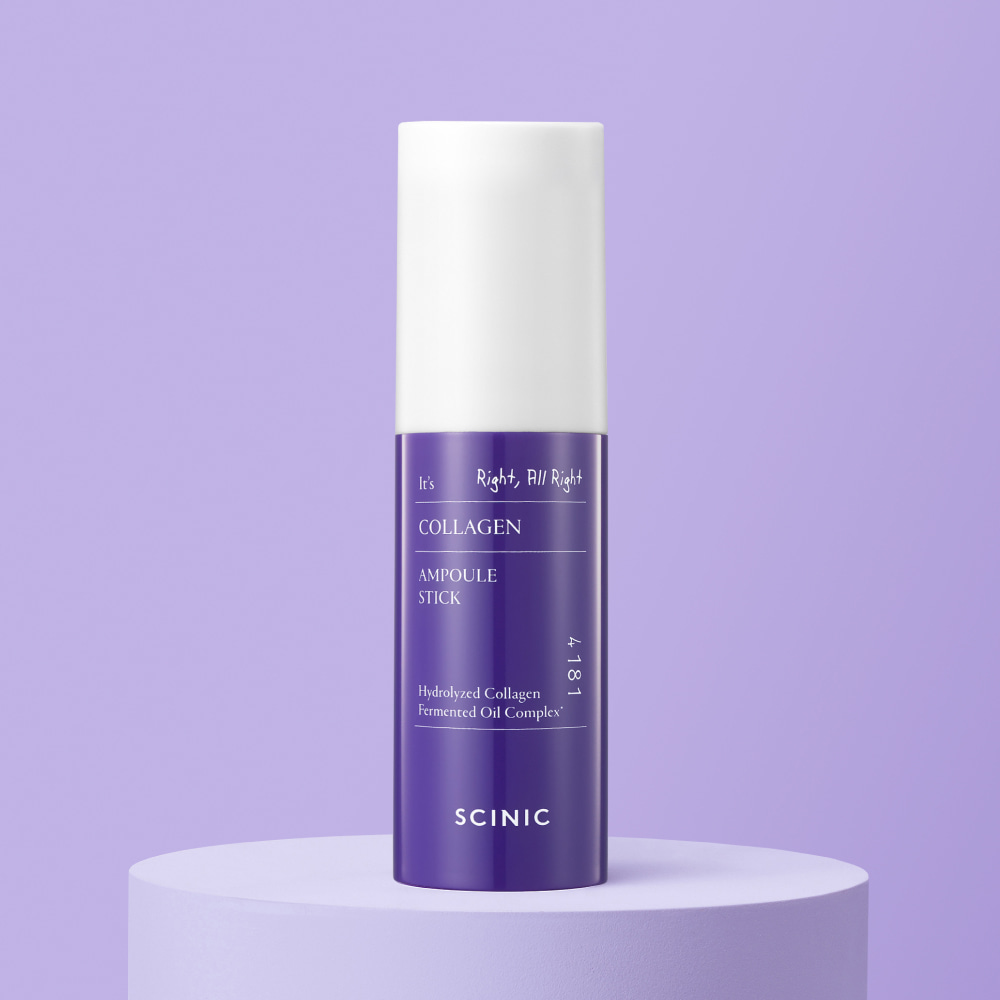 It's Right, All Right
COLLAGEN
AMPOULE
STICK
4181
Hydrolyzed Collagen
Fermented Oil Complex*
SCINIC